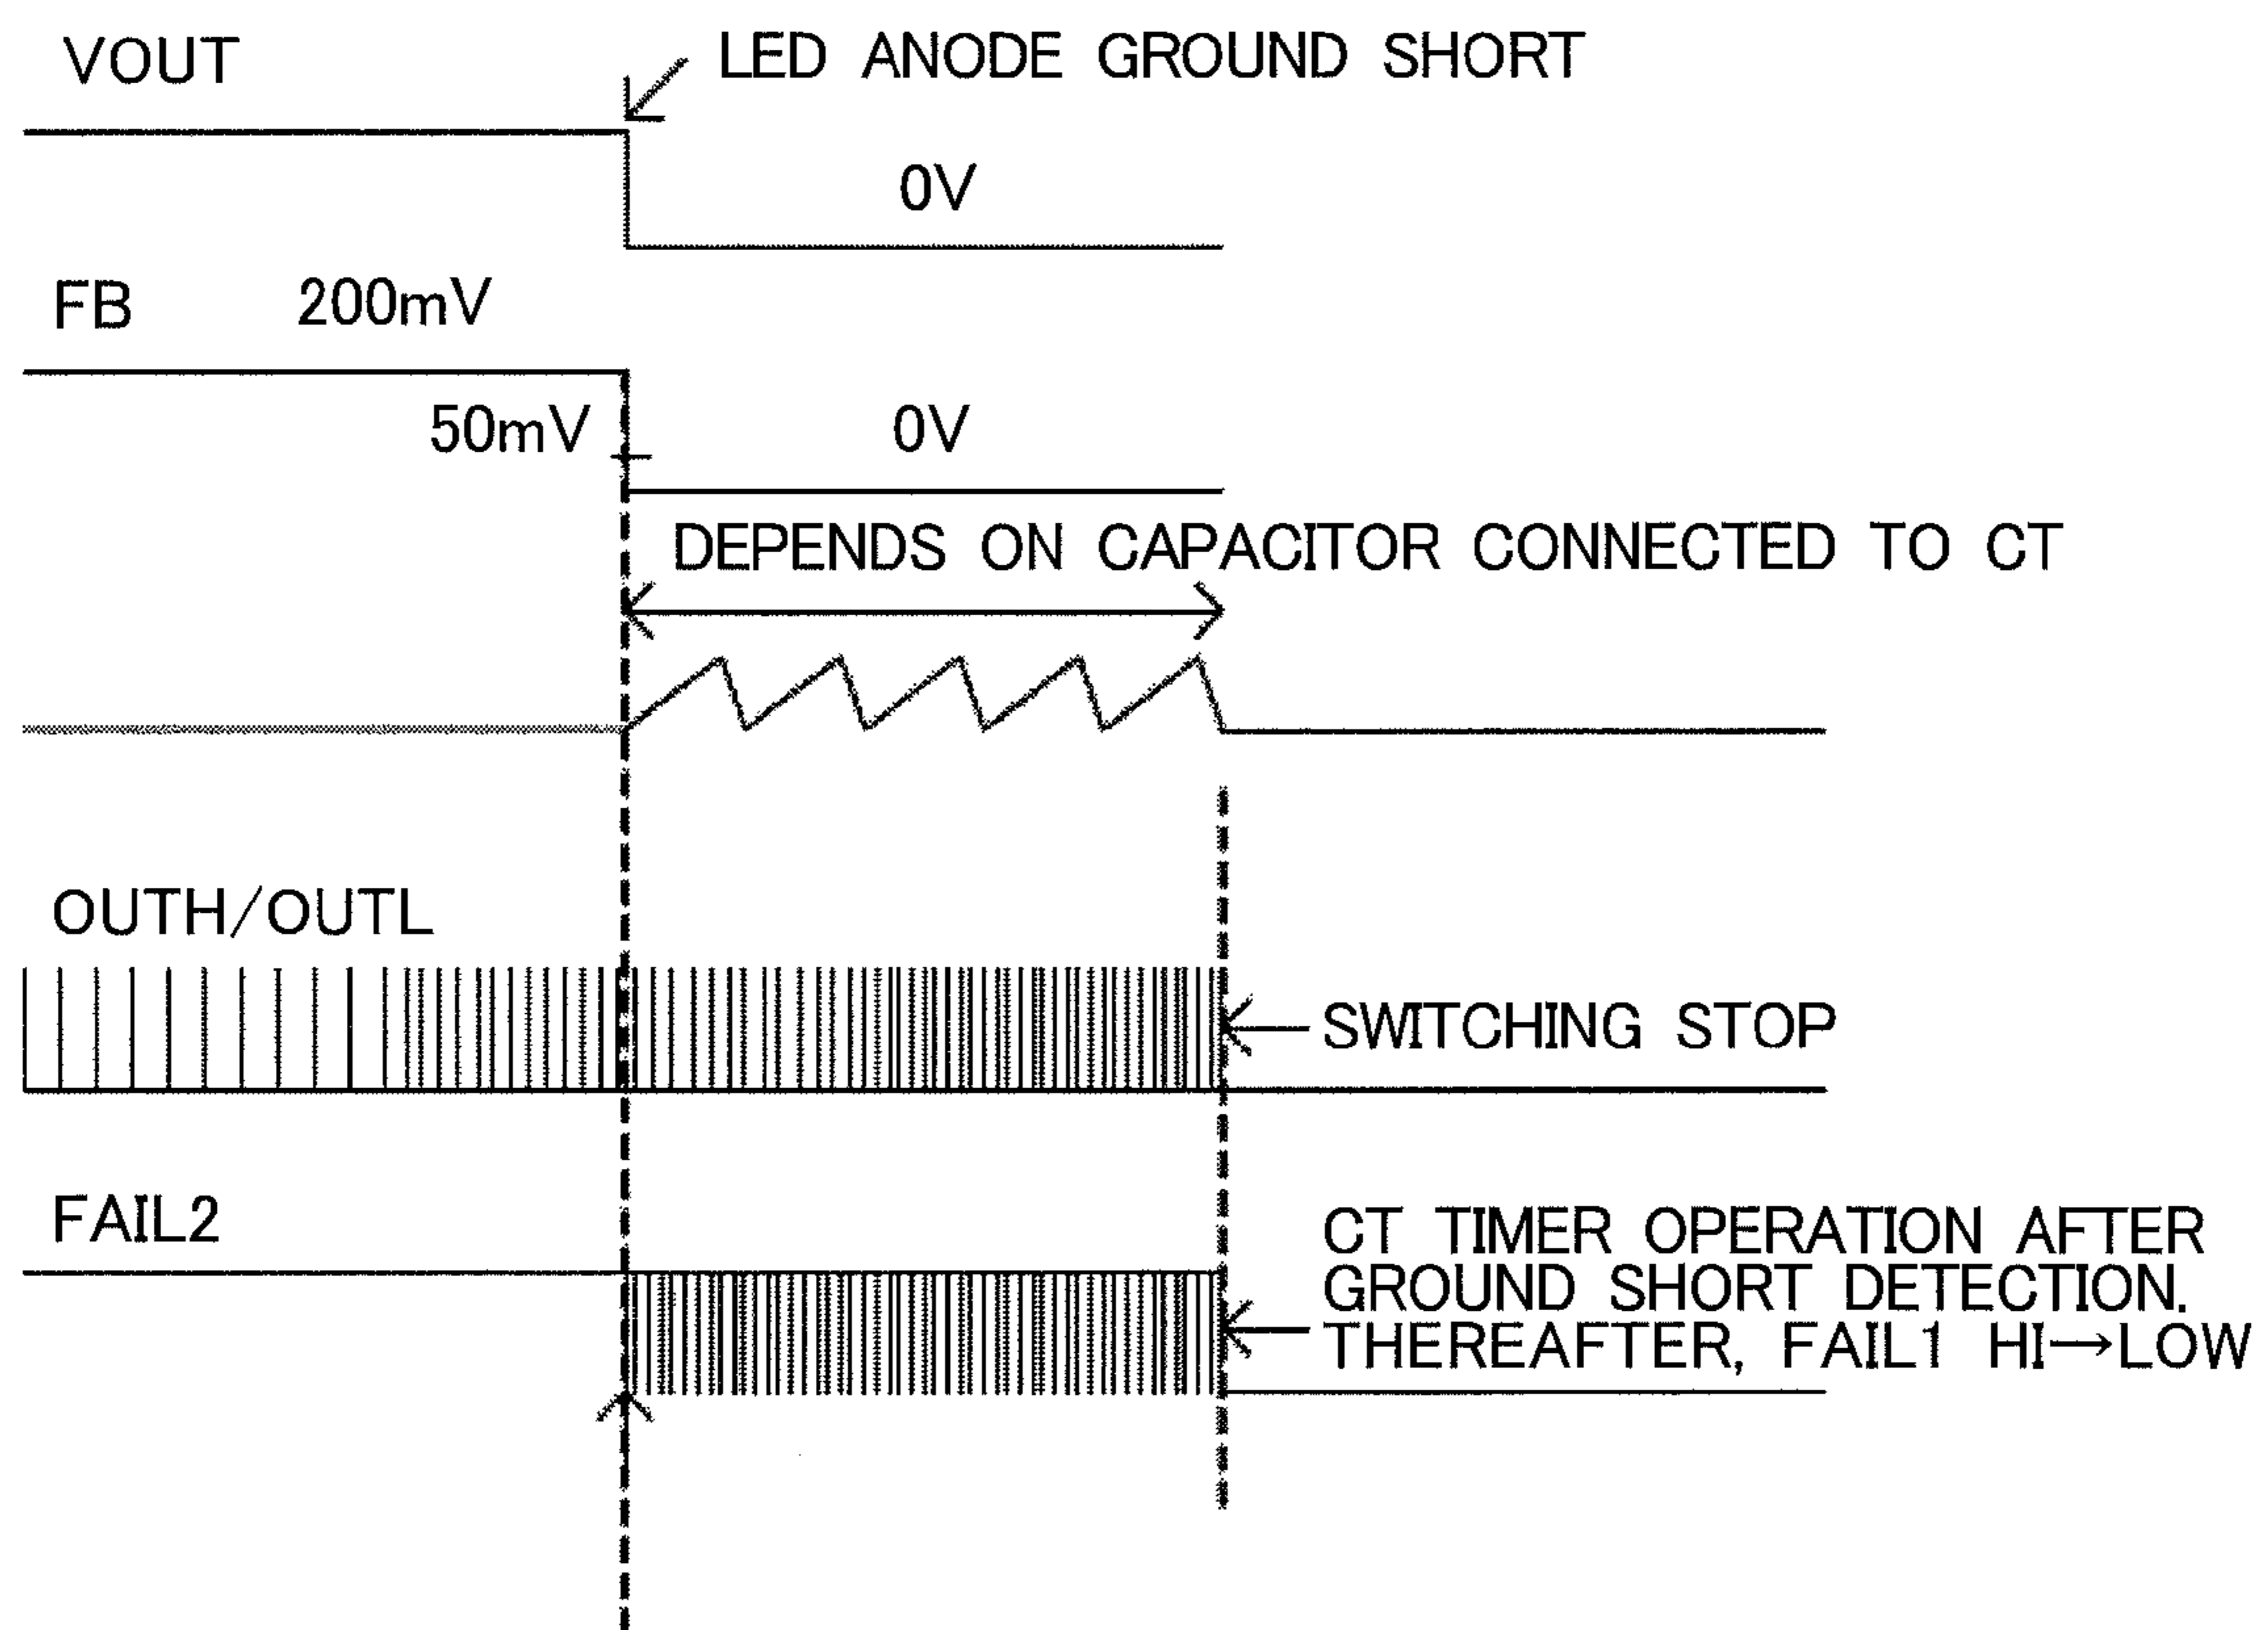 VOUT
LED ANODE GROUND SHORT
0V
FB
200mV
50mV
0V
DEPENDS ON CAPACITOR CONNECTED TO CT
OUTH/OUTL
SWITCHING STOP
FAIL2
CT TIMER OPERATION AFTER
GROUND SHORT DETECTION.
THEREAFTER, FAIL1 HI→LOW